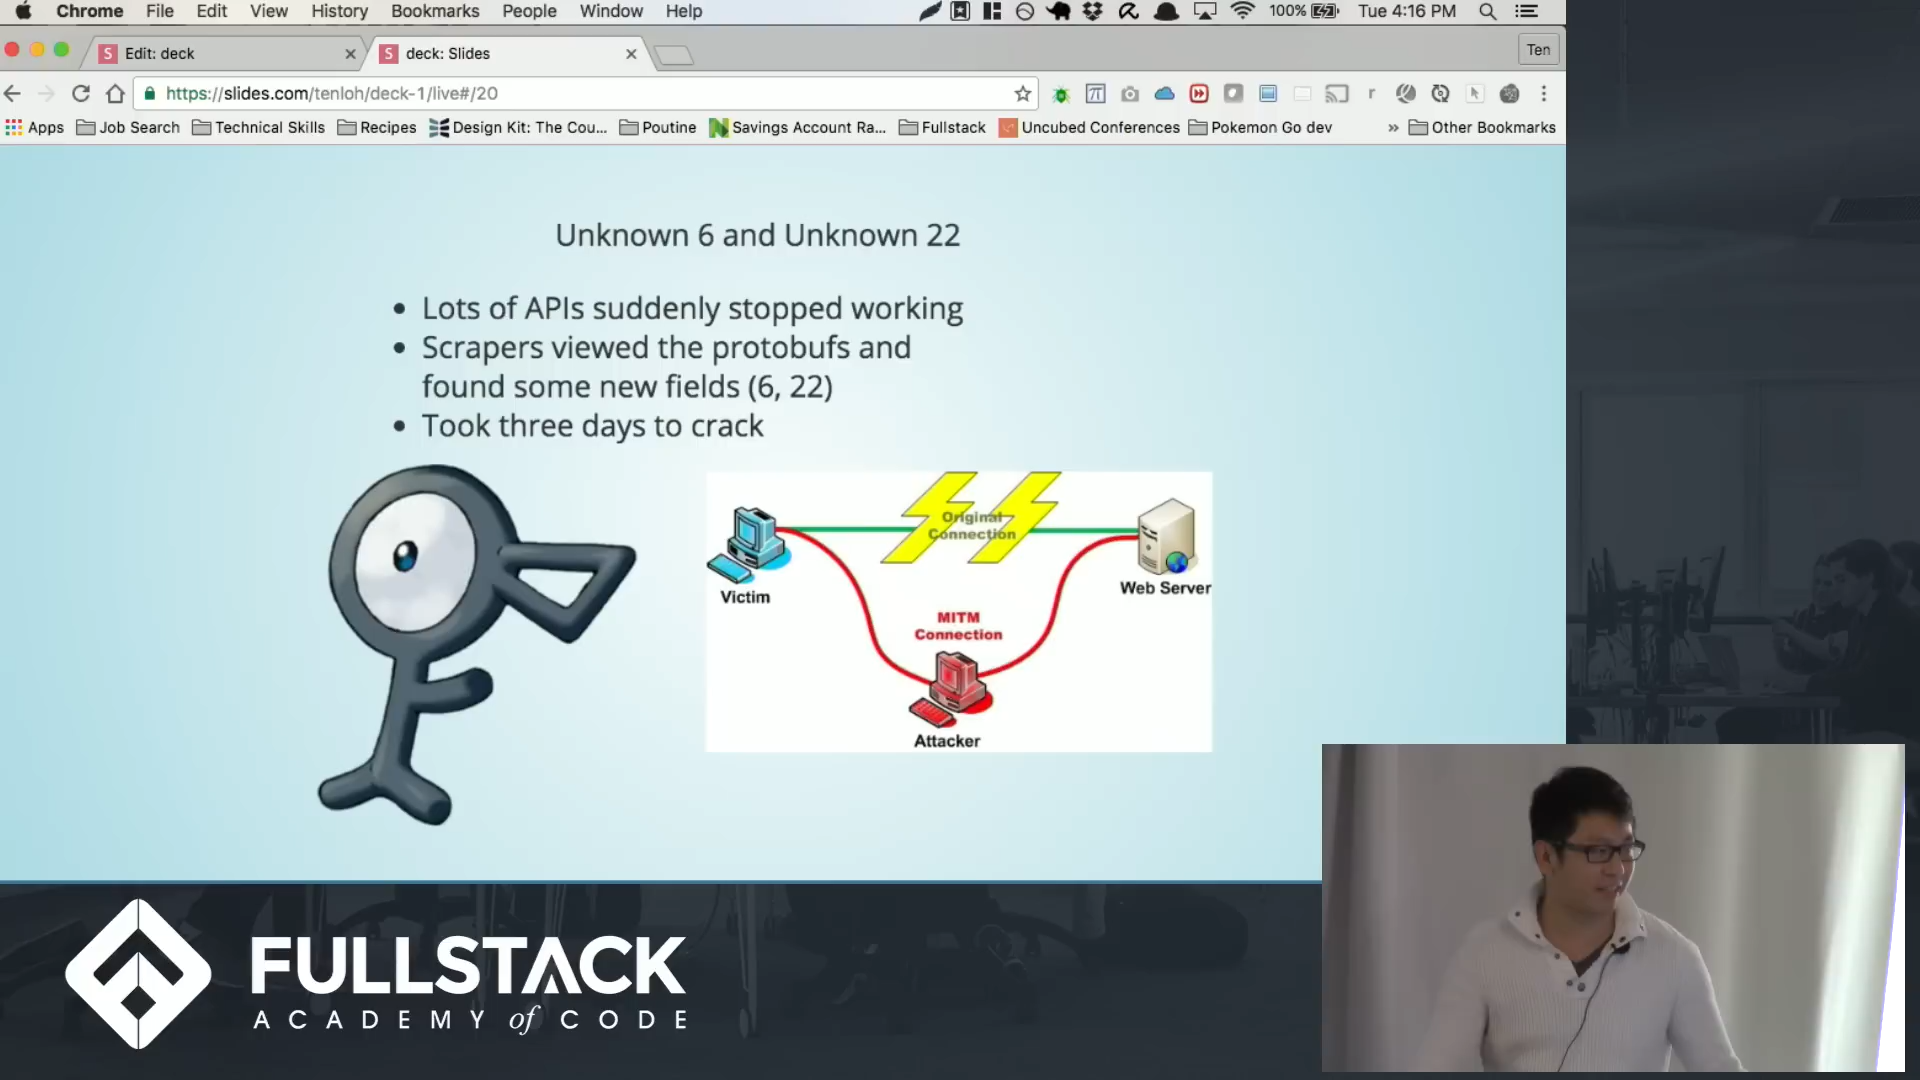 Chrome File Edit View History Bookmarks People Window Help 100% Tue 4:16 PM
S Edit: deck × S deck: Slides × Ten
https://slides.com/tenloh/deck-1/live#/20
Apps Job Search Technical Skills Recipes Design Kit: The Cou... Poutine Savings Account Ra... Fullstack Uncubed Conferences Pokemon Go dev » Other Bookmarks
Unknown 6 and Unknown 22
• Lots of APIs suddenly stopped working
• Scrapers viewed the protobufs and
found some new fields (6, 22)
• Took three days to crack
Original
Connection
Web Server
Victim
MITM
Connection
Attacker
FULLSTACK
ACADEMY of CODE